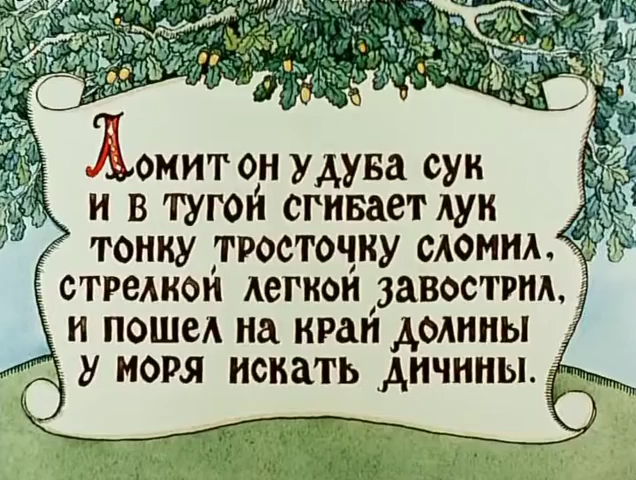 Ломит он у дуба сук
и в тугой сгибает лук
тонку тросточку сломил,
стрелкой легкой завострил,
и пошел на край долины
у моря искать дичины.